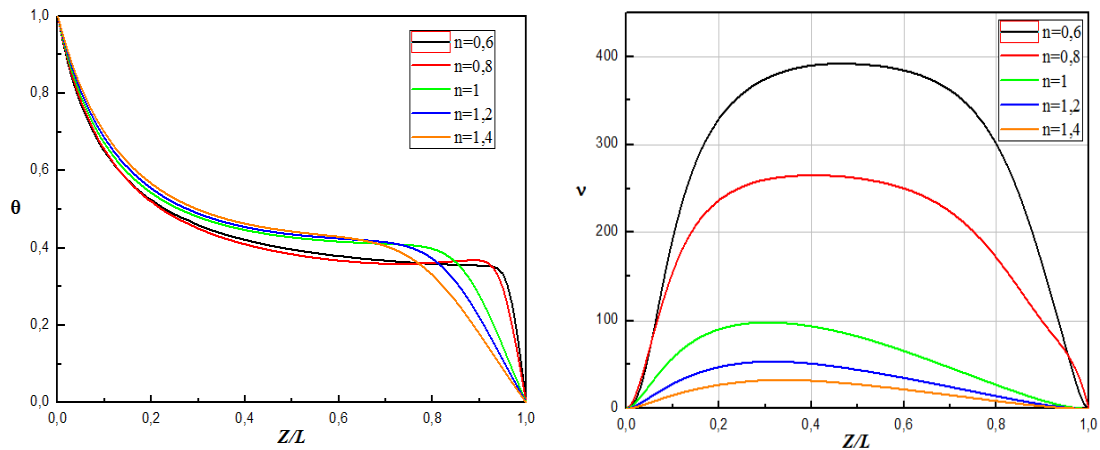 1,0
0,8
0,6
0,4
0,2
0,0
θ
0,0 0,2 0,4 0,6 0,8 1,0
Z/L
n=0,6
n=0,8
n=1
n=1,2
n=1,4
400
300
200
100
0
ν
0,0 0,2 0,4 0,6 0,8 1,0
Z/L
n=0,6
n=0,8
n=1
n=1,2
n=1,4